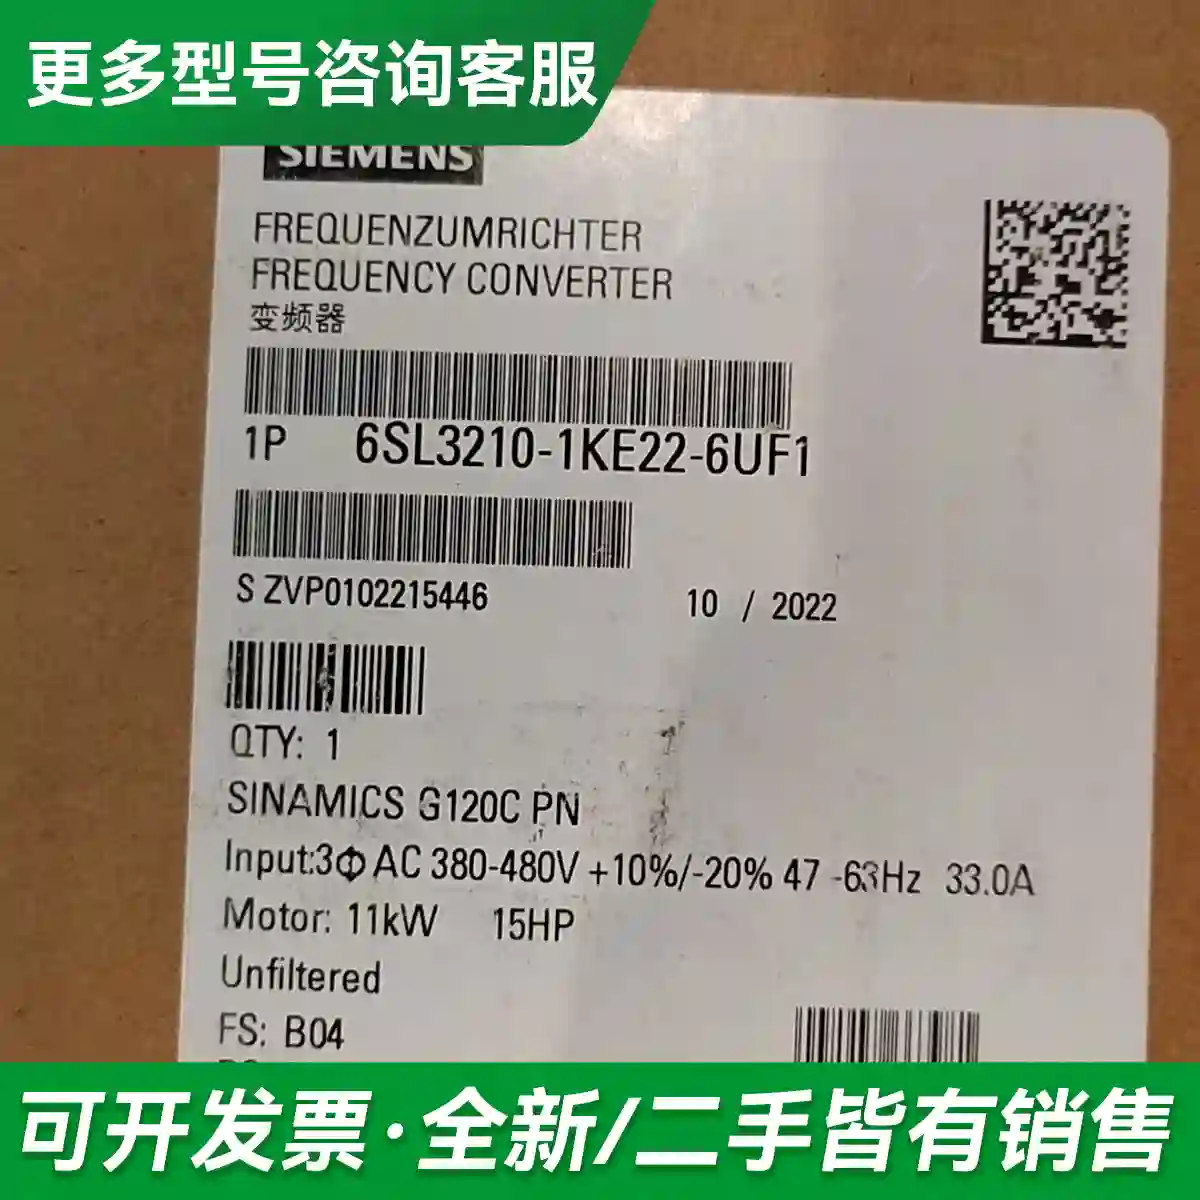 更多型号咨询客服
SIEMENS
FREQUENZUMRICHTER
FREQUENCY CONVERTER
变频器
1P 6SL3210-1KE22-6UF1
S ZVP0102215446 10 / 2022
QTY: 1
SINAMICS G120C PN
Input:3Φ AC 380-480V +10%/-20% 47 -63Hz 33.0A
Motor: 11kW 15HP
Unfiltered
FS: B04
可开发票·全新/二手皆有销售